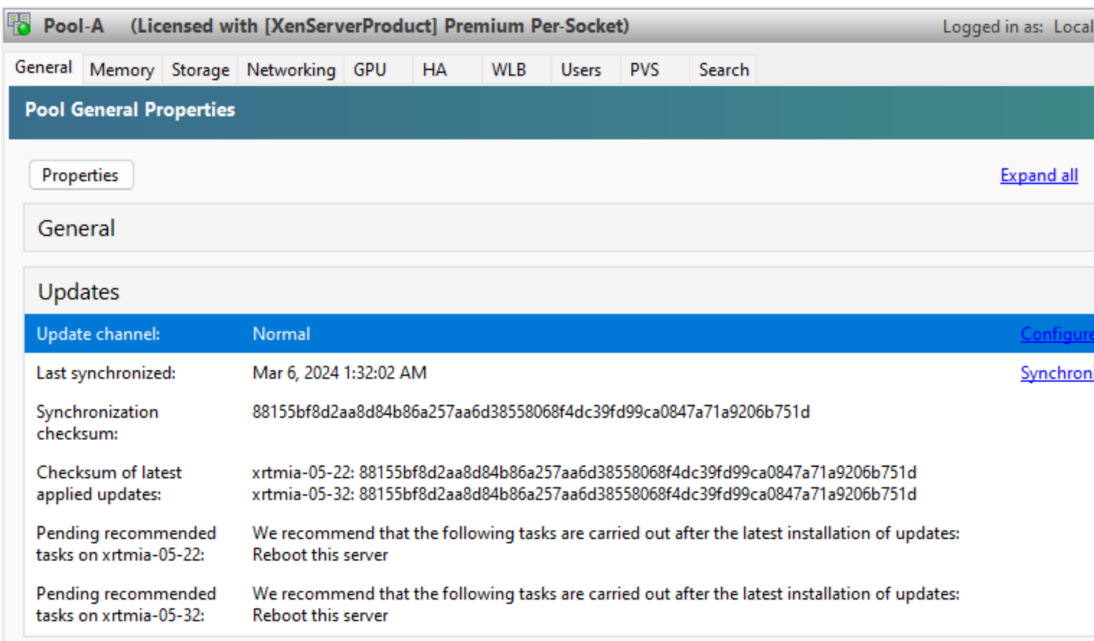 Pool-A (Licensed with [XenServerProduct] Premium Per-Socket) Logged in as: Local
General Memory Storage Networking GPU HA WLB Users PVS Search
Pool General Properties
Properties Expand all
General
Updates
Update channel: Normal Configure
Last synchronized: Mar 6, 2024 1:32:02 AM Synchroni
Synchronization checksum: 88155bf8d2aa8d84b86a257aa6d38558068f4dc39fd99ca0847a71a9206b751d
Checksum of latest xrtmia-05-22: 88155bf8d2aa8d84b86a257aa6d38558068f4dc39fd99ca0847a71a9206b751d
applied updates: xrtmia-05-32: 88155bf8d2aa8d84b86a257aa6d38558068f4dc39fd99ca0847a71a9206b751d
Pending recommended We recommend that the following tasks are carried out after the latest installation of updates:
tasks on xrtmia-05-22: Reboot this server
Pending recommended We recommend that the following tasks are carried out after the latest installation of updates:
tasks on xrtmia-05-32: Reboot this server